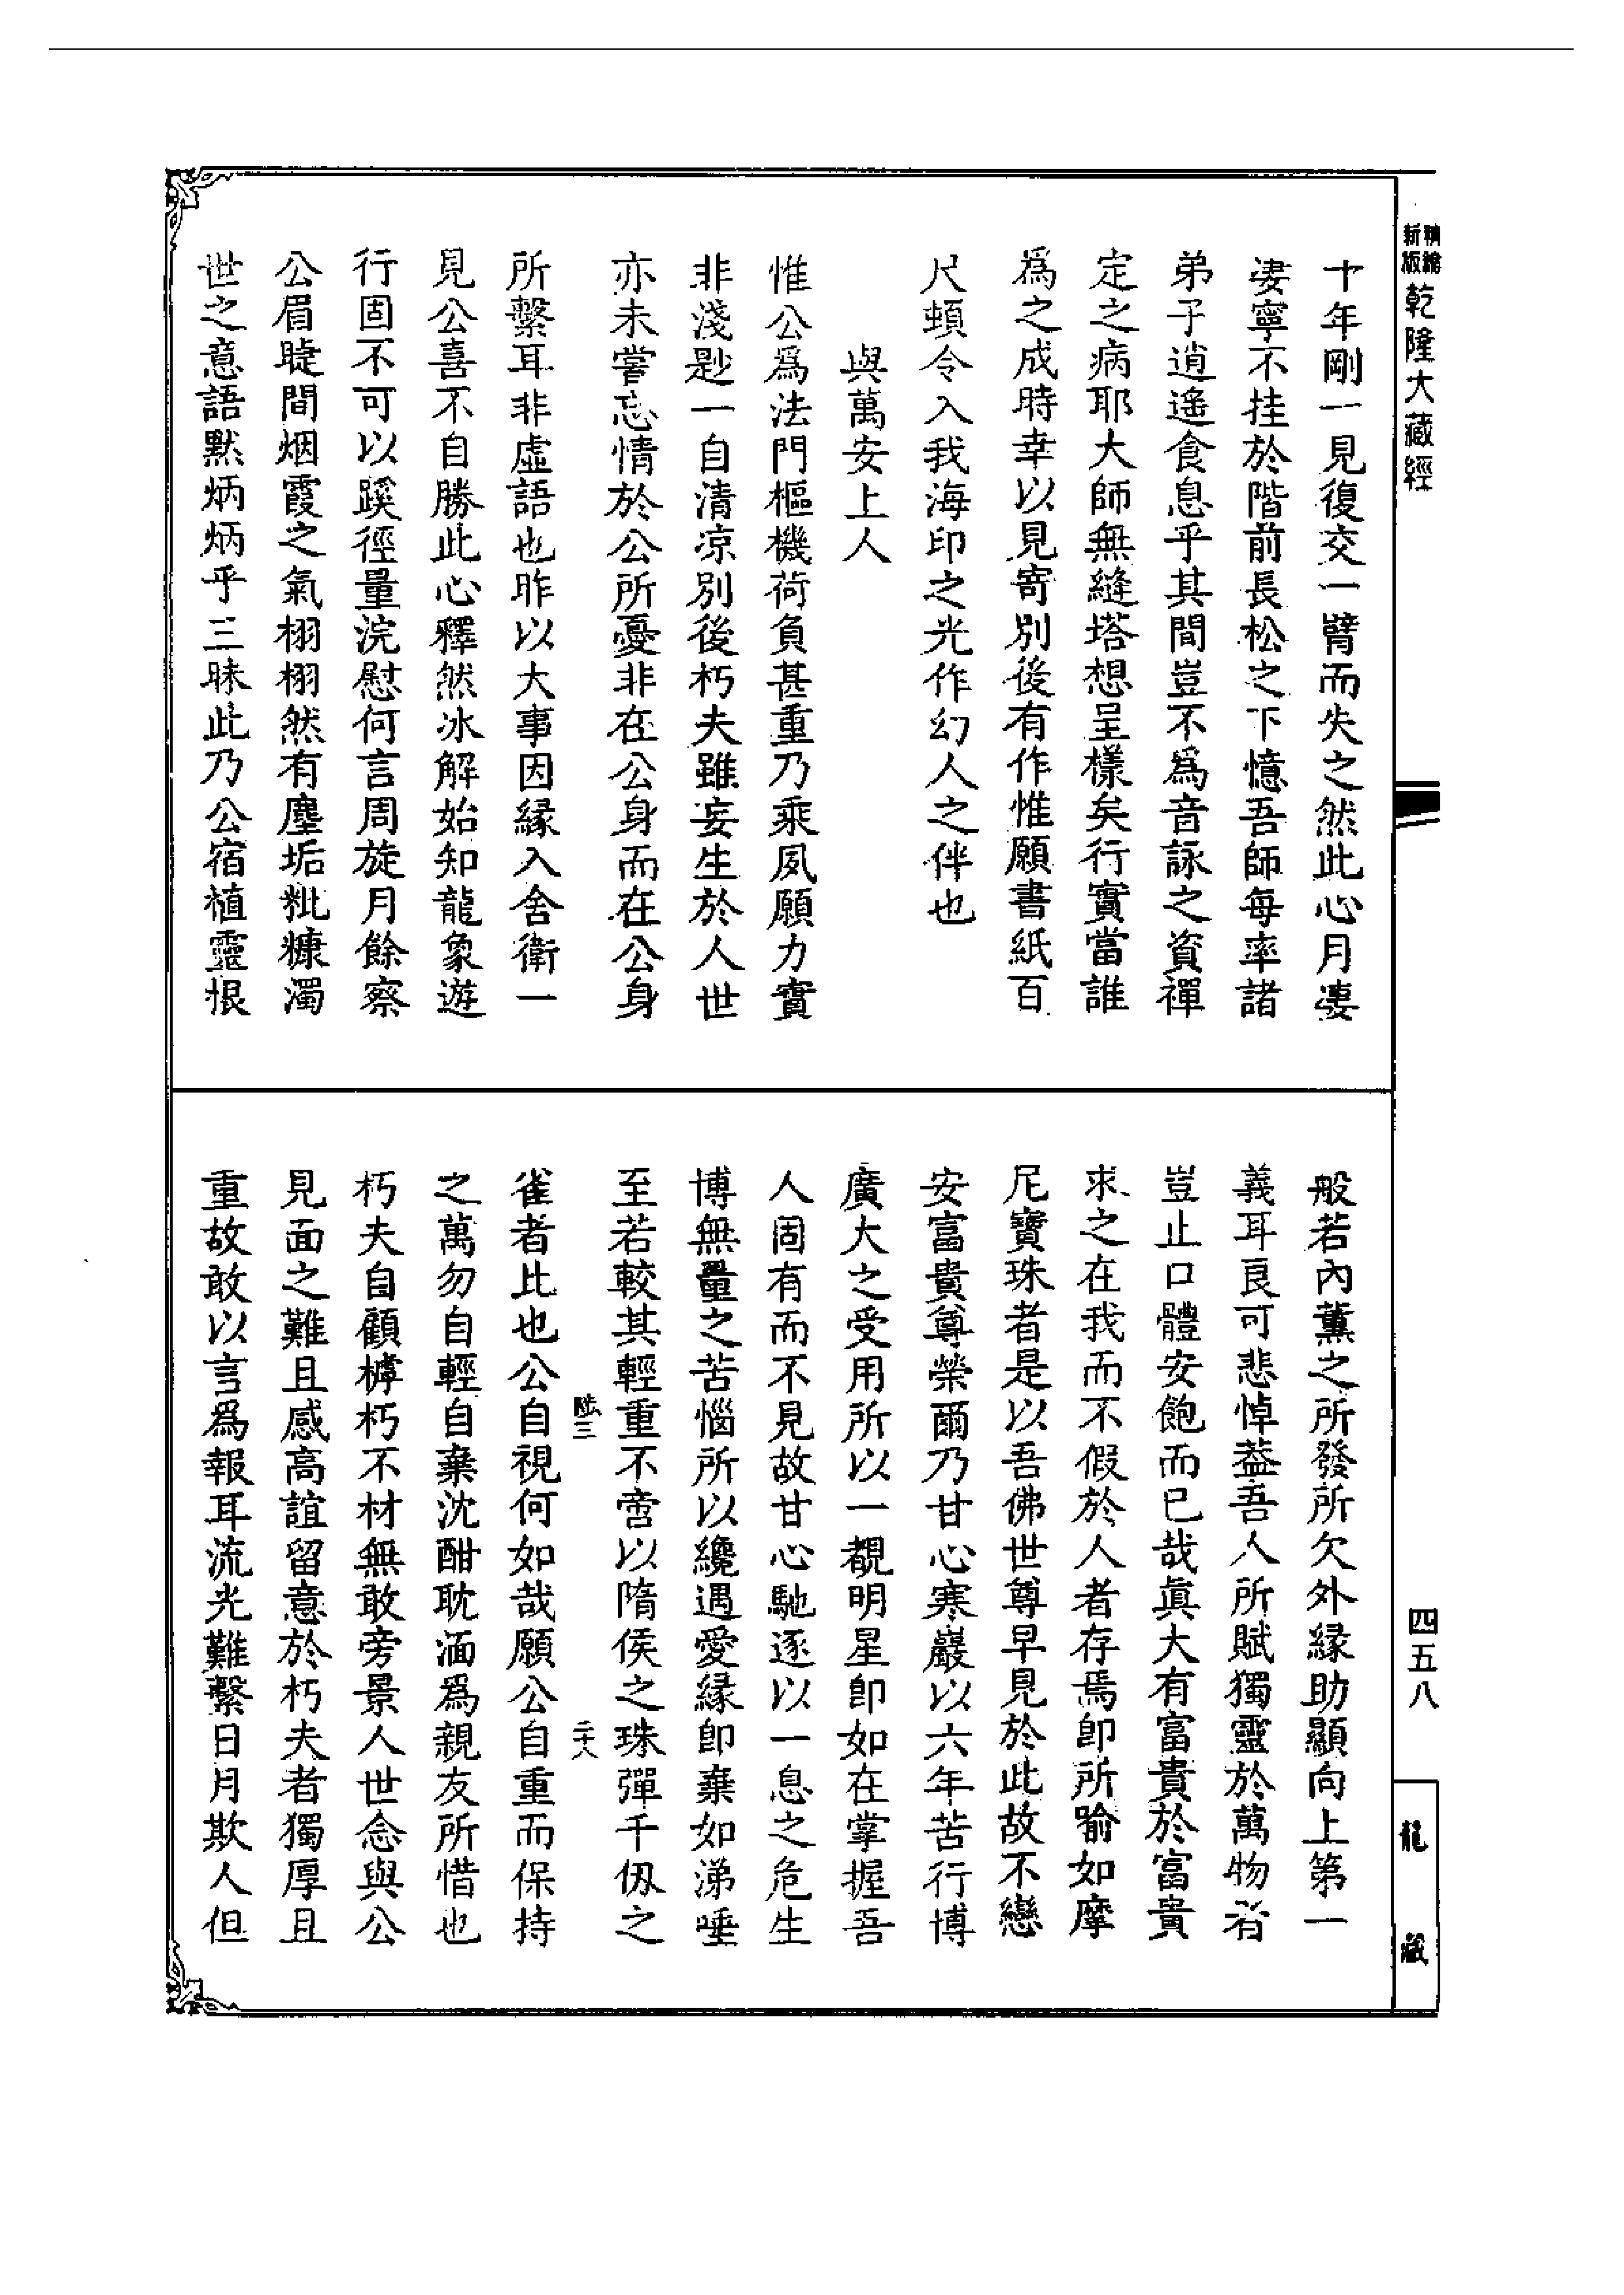 精縮
新版
乾隆大藏經
十年剛一見復交一臂而失之然此心月凄
凄寧不挂於階前長松之下憶吾師每率諸
弟子逍遙食息乎其間豈不爲音詠之資禪
定之病耶大師無縫塔想呈樣矣行實當誰
爲之成時幸以見寄別後有作惟願書紙百
尺頓令入我海印之光作幻人之伴也
與萬安上人
惟公爲法門樞機荷負甚重乃乘夙願力實
非淺尠一自清凉別後朽夫雖妄生於人世
亦未嘗忘情於公所憂非在公身而在公身
所繫耳非虛語也昨以大事因緣入舍衛一
見公喜不自勝此心釋然冰解始知龍象遊
行固不可以蹊徑量浣慰何言周旋月餘察
公眉睫間烟霞之氣栩栩然有塵垢粃糠濁
世之意語默炳炳乎三昧此乃公宿植靈根
般若內薰之所發所欠外緣助顯向上第一
義耳良可悲悼葢吾人所賦獨靈於萬物者
豈止口體安飽而已哉眞大有富貴於富貴
求之在我而不假於人者存焉卽所喻如摩
尼寶珠者是以吾佛世尊早見於此故不戀
安富貴尊榮爾乃甘心寒巖以六年苦行博
廣大之受用所以一覩明星卽如在掌握吾
人固有而不見故甘心馳逐以一息之危生
博無量之苦惱所以纔遇愛緣卽棄如涕唾
至若較其輕重不啻以隋侯之珠彈千仭之
陆三
二十八
雀者比也公自視何如哉願公自重而保持
之萬勿自輕自棄沈酣耽湎爲親友所惜也
朽夫自顧樗朽不材無敢旁景人世念與公
見面之難且感高誼留意於朽夫者獨厚且
重故敢以言爲報耳流光難繫日月欺人但
四五八
龍藏